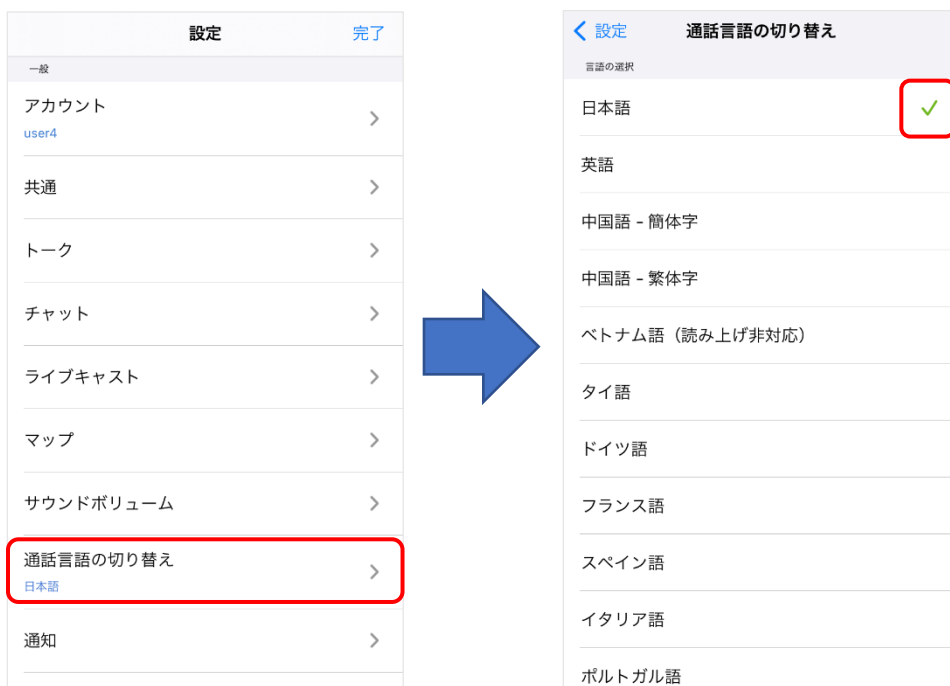 設定
完了
一般
アカウント
user4
共通
トーク
チャット
ライブキャスト
マップ
サウンドボリューム
通話言語の切り替え
日本語
通知
設定
通話言語の切り替え
言語の選択
日本語
英語
中国語 – 簡体字
中国語 – 繁体字
ベトナム語（読み上げ非対応）
タイ語
ドイツ語
フランス語
スペイン語
イタリア語
ポルトガル語